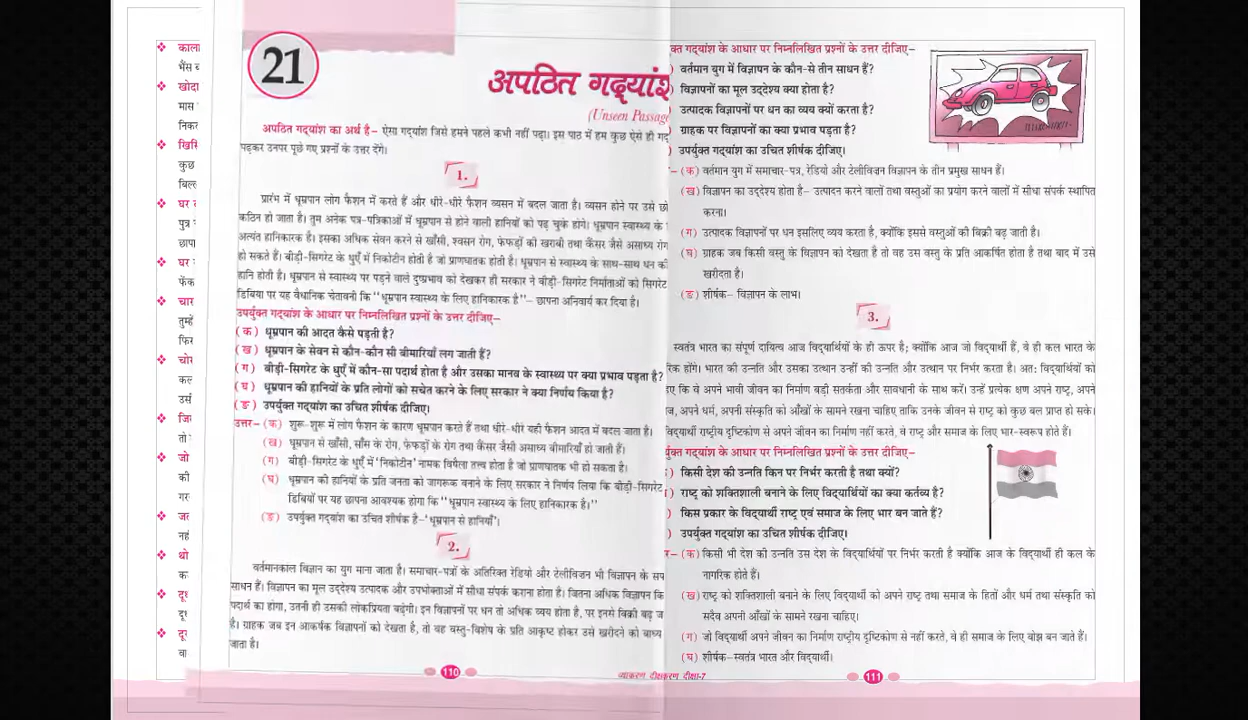 काला
भैंस ब
खोदा
मास
निकर
खिसि
कुछ
बिल्
घर व
पुत्र
छापा
घर
फेंक
चार
तुम्हे
फिर
चोर
कल
उसं
जि
तो
जो
की
गर
जत
नहं
थो
क
दूध
दू
दू
वा
21
अपठित गद्यांश
(Unseen Passage
अपठित गद्यांश का अर्थ है– ऐसा गद्यांश जिसे हमने पहले कभी नहीं पढ़ा। इस पाठ में हम कुछ ऐसे ही गद्
पढ़कर उनपर पूछे गए प्रश्नों के उत्तर देंगे।
1.
प्रारंभ में धूम्रपान लोग फैशन में करते हैं और धीरे-धीरे फैशन व्यसन में बदल जाता है। व्यसन होने पर उसे छो
कठिन हो जाता है। तुम अनेक पत्र-पत्रिकाओं में धूम्रपान से होने वाली हानियों को पढ़ चुके होंगे। धूम्रपान स्वास्थ्य के
अत्यंत हानिकारक है। इसका अधिक सेवन करने से खाँसी, श्वसन रोग, फेफड़ों की खराबी तथा कैंसर जैसे असाध्य रोग
हो सकते हैं। बीड़ी-सिगरेट के धुएँ में निकोटीन होती है जो प्राणघातक होती है। धूम्रपान से स्वास्थ्य के साथ-साथ धन की
हानि होती है। धूम्रपान से स्वास्थ्य पर पड़ने वाले दुष्प्रभाव को देखकर ही सरकार ने बीड़ी-सिगरेट निर्माताओं को सिगरेट
डिबिया पर यह वैधानिक चेतावनी कि “धूम्रपान स्वास्थ्य के लिए हानिकारक है”– छापना अनिवार्य कर दिया है।
उपर्युक्त गद्यांश के आधार पर निम्नलिखित प्रश्नों के उत्तर दीजिए–
(क) धूम्रपान की आदत कैसे पड़ती है?
(ख) धूम्रपान के सेवन से कौन-कौन सी बीमारियाँ लग जाती हैं?
(ग) बीड़ी-सिगरेट के धुएँ में कौन-सा पदार्थ होता है और उसका मानव के स्वास्थ्य पर क्या प्रभाव पड़ता है?
(घ) धूम्रपान की हानियों के प्रति लोगों को सचेत करने के लिए सरकार ने क्या निर्णय किया है?
(ङ) उपर्युक्त गद्यांश का उचित शीर्षक दीजिए।
उत्तर– (क) शुरू-शुरू में लोग फैशन के कारण धूम्रपान करते हैं तथा धीरे-धीरे यही फैशन आदत में बदल जाता है।
(ख) धूम्रपान से खाँसी, साँस के रोग, फेफड़ों के रोग तथा कैंसर जैसी असाध्य बीमारियाँ हो जाती हैं।
(ग) बीड़ी-सिगरेट के धुएँ में ‘निकोटीन’ नामक विषैला तत्त्व होता है जो प्राणघातक भी हो सकता है।
(घ) धूम्रपान की हानियों के प्रति जनता को जागरूक बनाने के लिए सरकार ने निर्णय लिया कि बीड़ी-सिगरेट
डिबियों पर यह छापना आवश्यक होगा कि “धूम्रपान स्वास्थ्य के लिए हानिकारक है।”
(ङ) उपर्युक्त गद्यांश का उचित शीर्षक है–‘धूम्रपान से हानियाँ’।
2.
वर्तमानकाल विज्ञान का युग माना जाता है। समाचार-पत्रों के अतिरिक्त रेडियो और टेलीविज़न भी विज्ञापन के सप
साधन हैं। विज्ञापन का मूल उद्देश्य उत्पादक और उपभोक्ताओं में सीधा संपर्क कराना होता है। जितना अधिक विज्ञापन कि
पदार्थ का होगा, उतनी ही उसकी लोकप्रियता बढ़ेगी। इन विज्ञापनों पर धन तो अधिक व्यय होता है, पर इनसे बिक्री बढ़ ज
है। ग्राहक जब इन आकर्षक विज्ञापनों को देखता है, तो वह वस्तु-विशेष के प्रति आकृष्ट होकर उसे खरीदने को बाध्य
जाता है।
110
क्त गद्यांश के आधार पर निम्नलिखित प्रश्नों के उत्तर दीजिए–
) वर्तमान युग में विज्ञापन के कौन-से तीन साधन हैं?
) विज्ञापनों का मूल उद्देश्य क्या होता है?
उत्पादक विज्ञापनों पर धन का व्यय क्यों करता है?
) ग्राहक पर विज्ञापनों का क्या प्रभाव पड़ता है?
) उपर्युक्त गद्यांश का उचित शीर्षक दीजिए।
– (क) वर्तमान युग में समाचार-पत्र, रेडियो और टेलीविज़न विज्ञापन के तीन प्रमुख साधन हैं।
(ख) विज्ञापन का उद्देश्य होता है– उत्पादन करने वालों तथा वस्तुओं का प्रयोग करने वालों में सीधा संपर्क स्थापित
करना।
(ग) उत्पादक विज्ञापनों पर धन इसलिए व्यय करता है, क्योंकि इससे वस्तुओं की बिक्री बढ़ जाती है।
(घ) ग्राहक जब किसी वस्तु के विज्ञापन को देखता है तो वह उस वस्तु के प्रति आकर्षित होता है तथा बाद में उसे
खरीदता है।
(ङ) शीर्षक– विज्ञापन के लाभ।
3.
स्वतंत्र भारत का संपूर्ण दायित्व आज विद्यार्थियों के ही ऊपर है; क्योंकि आज जो विद्यार्थी हैं, वे ही कल भारत के
रिक होंगे। भारत की उन्नति और उसका उत्थान उन्हीं की उन्नति और उत्थान पर निर्भर करता है। अतः विद्यार्थियों को
हए कि वे अपने भावी जीवन का निर्माण बड़ी सतर्कता और सावधानी के साथ करें। उन्हें प्रत्येक क्षण अपने राष्ट्र, अपने
ज, अपने धर्म, अपनी संस्कृति को आँखों के सामने रखना चाहिए ताकि उनके जीवन से राष्ट्र को कुछ बल प्राप्त हो सके।
विद्यार्थी राष्ट्रीय दृष्टिकोण से अपने जीवन का निर्माण नहीं करते, वे राष्ट्र और समाज के लिए भार-स्वरूप होते हैं।
र्युक्त गद्यांश के आधार पर निम्नलिखित प्रश्नों के उत्तर दीजिए–
) किसी देश की उन्नति किन पर निर्भर करती है तथा क्यों?
) राष्ट्र को शक्तिशाली बनाने के लिए विद्यार्थियों का क्या कर्तव्य है?
) किस प्रकार के विद्यार्थी राष्ट्र एवं समाज के लिए भार बन जाते हैं?
) उपर्युक्त गद्यांश का उचित शीर्षक दीजिए।
र– (क) किसी भी देश की उन्नति उस देश के विद्यार्थियों पर निर्भर करती है क्योंकि आज के विद्यार्थी ही कल के
नागरिक होते हैं।
(ख) राष्ट्र को शक्तिशाली बनाने के लिए विद्यार्थी को अपने राष्ट्र तथा समाज के हितों और धर्म तथा संस्कृति को
सदैव अपनी आँखों के सामने रखना चाहिए।
(ग) जो विद्यार्थी अपने जीवन का निर्माण राष्ट्रीय दृष्टिकोण से नहीं करते, वे ही समाज के लिए बोझ बन जाते हैं।
(घ) शीर्षक–स्वतंत्र भारत और विद्यार्थी।
व्याकरण दीक्षकरण दीक्षा-7
111